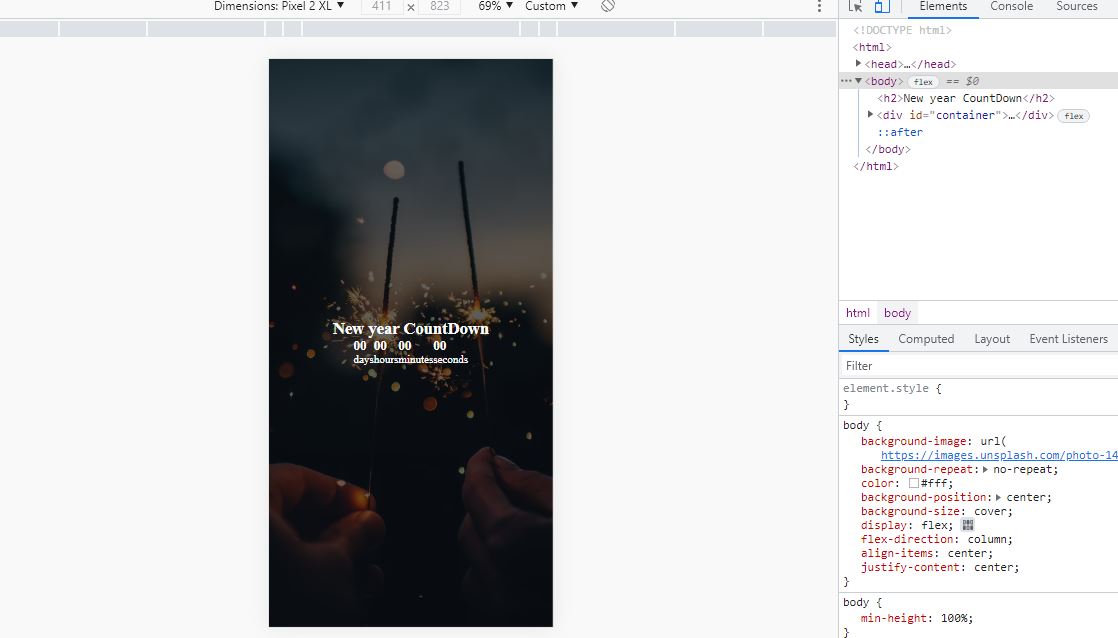 Dimensions: Pixel 2 XL ▼ 411 × 823 69% ▼ Custom ▼
Elements Console Sources
<!DOCTYPE html>
<html>
<head>…</head>
<body> flex == $0
<h2>New year CountDown</h2>
<div id="container">…</div> flex
::after
</body>
</html>
New year CountDown
00 00 00 00
dayshoursminutesseconds
html body
Styles Computed Layout Event Listeners
Filter
element.style {
}
body {
background-image: url(
https://images.unsplash.com/photo-14
background-repeat: no-repeat;
color: #fff;
background-position: center;
background-size: cover;
display: flex;
flex-direction: column;
align-items: center;
justify-content: center;
}
body {
min-height: 100%;
}